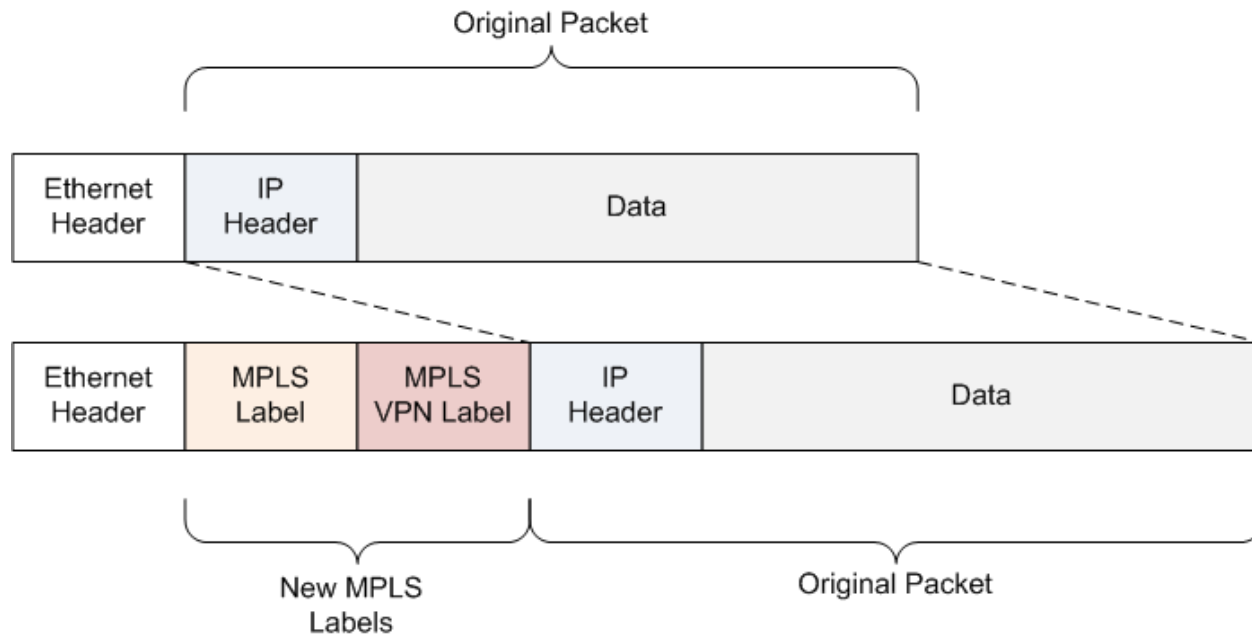 Original Packet
Ethernet
Header
IP
Header
Data
Ethernet
Header
MPLS
Label
MPLS
VPN Label
IP
Header
Data
New MPLS
Labels
Original Packet